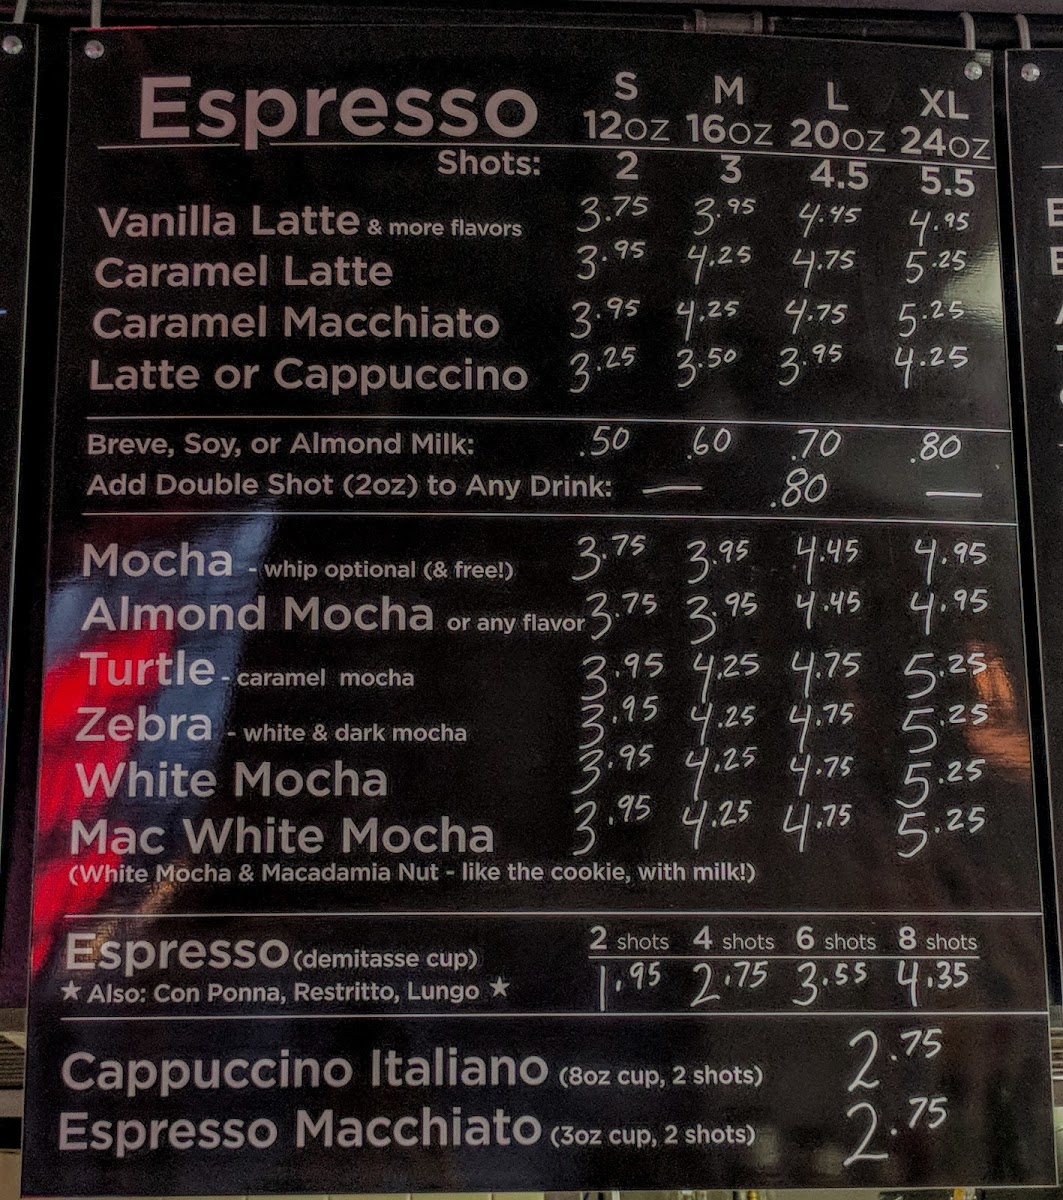 Espresso S M L XL
12oz 16oz 20oz 24oz
Shots: 2 3 4.5 5.5
Vanilla Latte & more flavors 3.75 3.95 4.45 4.95
Caramel Latte 3.95 4.25 4.75 5.25
Caramel Macchiato 3.95 4.25 4.75 5.25
Latte or Cappuccino 3.25 3.50 3.95 4.25
Breve, Soy, or Almond Milk: .50 .60 .70 .80
Add Double Shot (2oz) to Any Drink: — .80 —
Mocha - whip optional (& free!) 3.75 3.95 4.45 4.95
Almond Mocha or any flavor 3.75 3.95 4.45 4.95
Turtle - caramel mocha 3.95 4.25 4.75 5.25
Zebra - white & dark mocha 3.95 4.25 4.75 5.25
White Mocha 3.95 4.25 4.75 5.25
Mac White Mocha 3.95 4.25 4.75 5.25
(White Mocha & Macadamia Nut - like the cookie, with milk!)
2 shots 4 shots 6 shots 8 shots
Espresso (demitasse cup) 1.95 2.75 3.55 4.35
★ Also: Con Ponna, Restritto, Lungo ★
Cappuccino Italiano (8oz cup, 2 shots) 2.75
Espresso Macchiato (3oz cup, 2 shots) 2.75